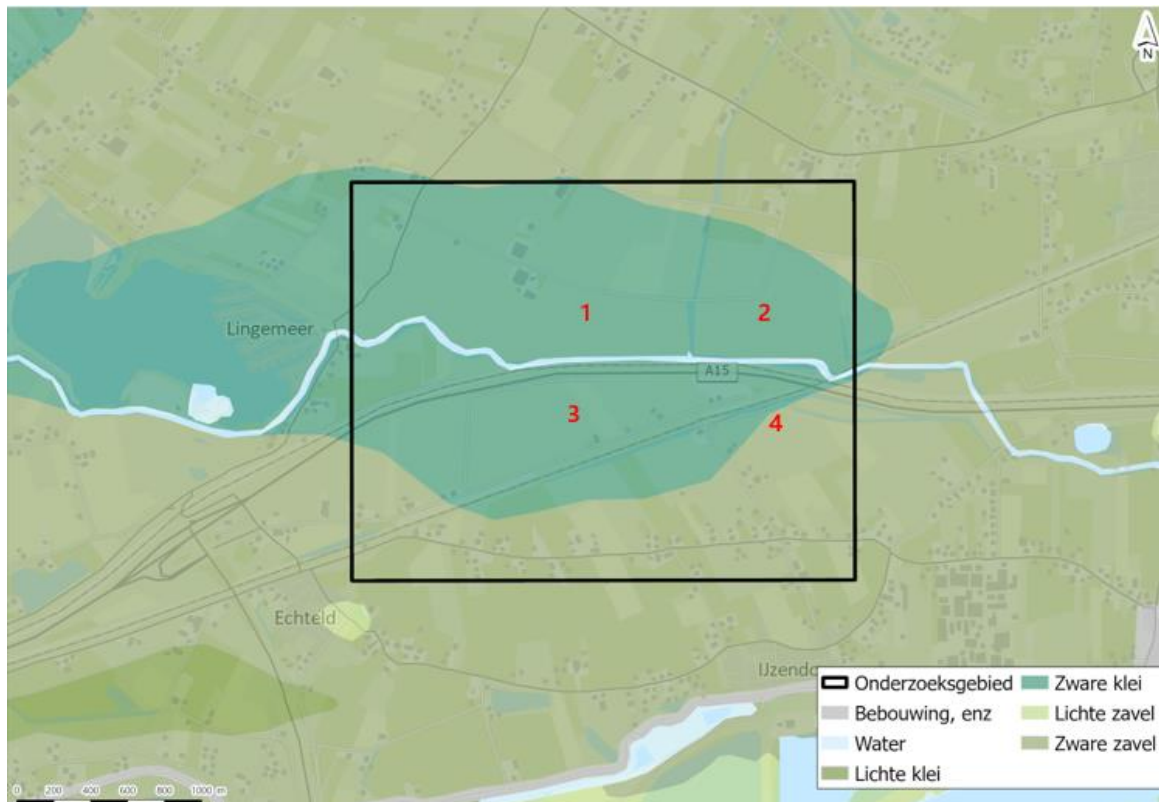 N
Lingemeer
1
2
A15
3
4
Echteld
IJzendo
Onderzoeksgebied
Bebouwing, enz
Water
Lichte klei
Zware klei
Lichte zavel
Zware zavel
0 200 400 600 800 1000 m